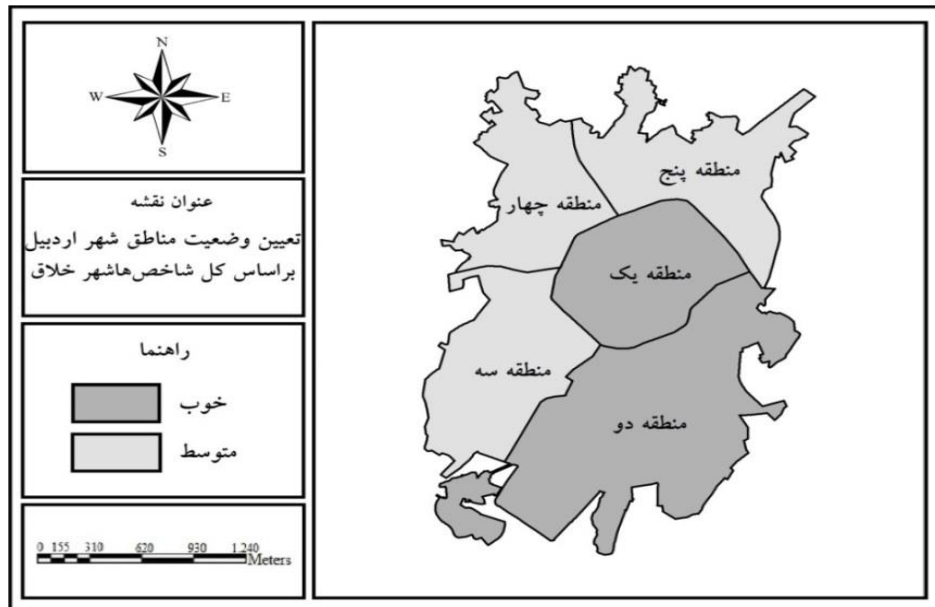 N
W
E
S
عنوان نقشه
تعیین وضعیت مناطق شهر اردبیل
براساس کل شاخص‌هاشهر خلاق
راهنما
خوب
متوسط
0 155 310 620 930 1.240
Meters
منطقه پنج
منطقه چهار
منطقه یک
منطقه سه
منطقه دو